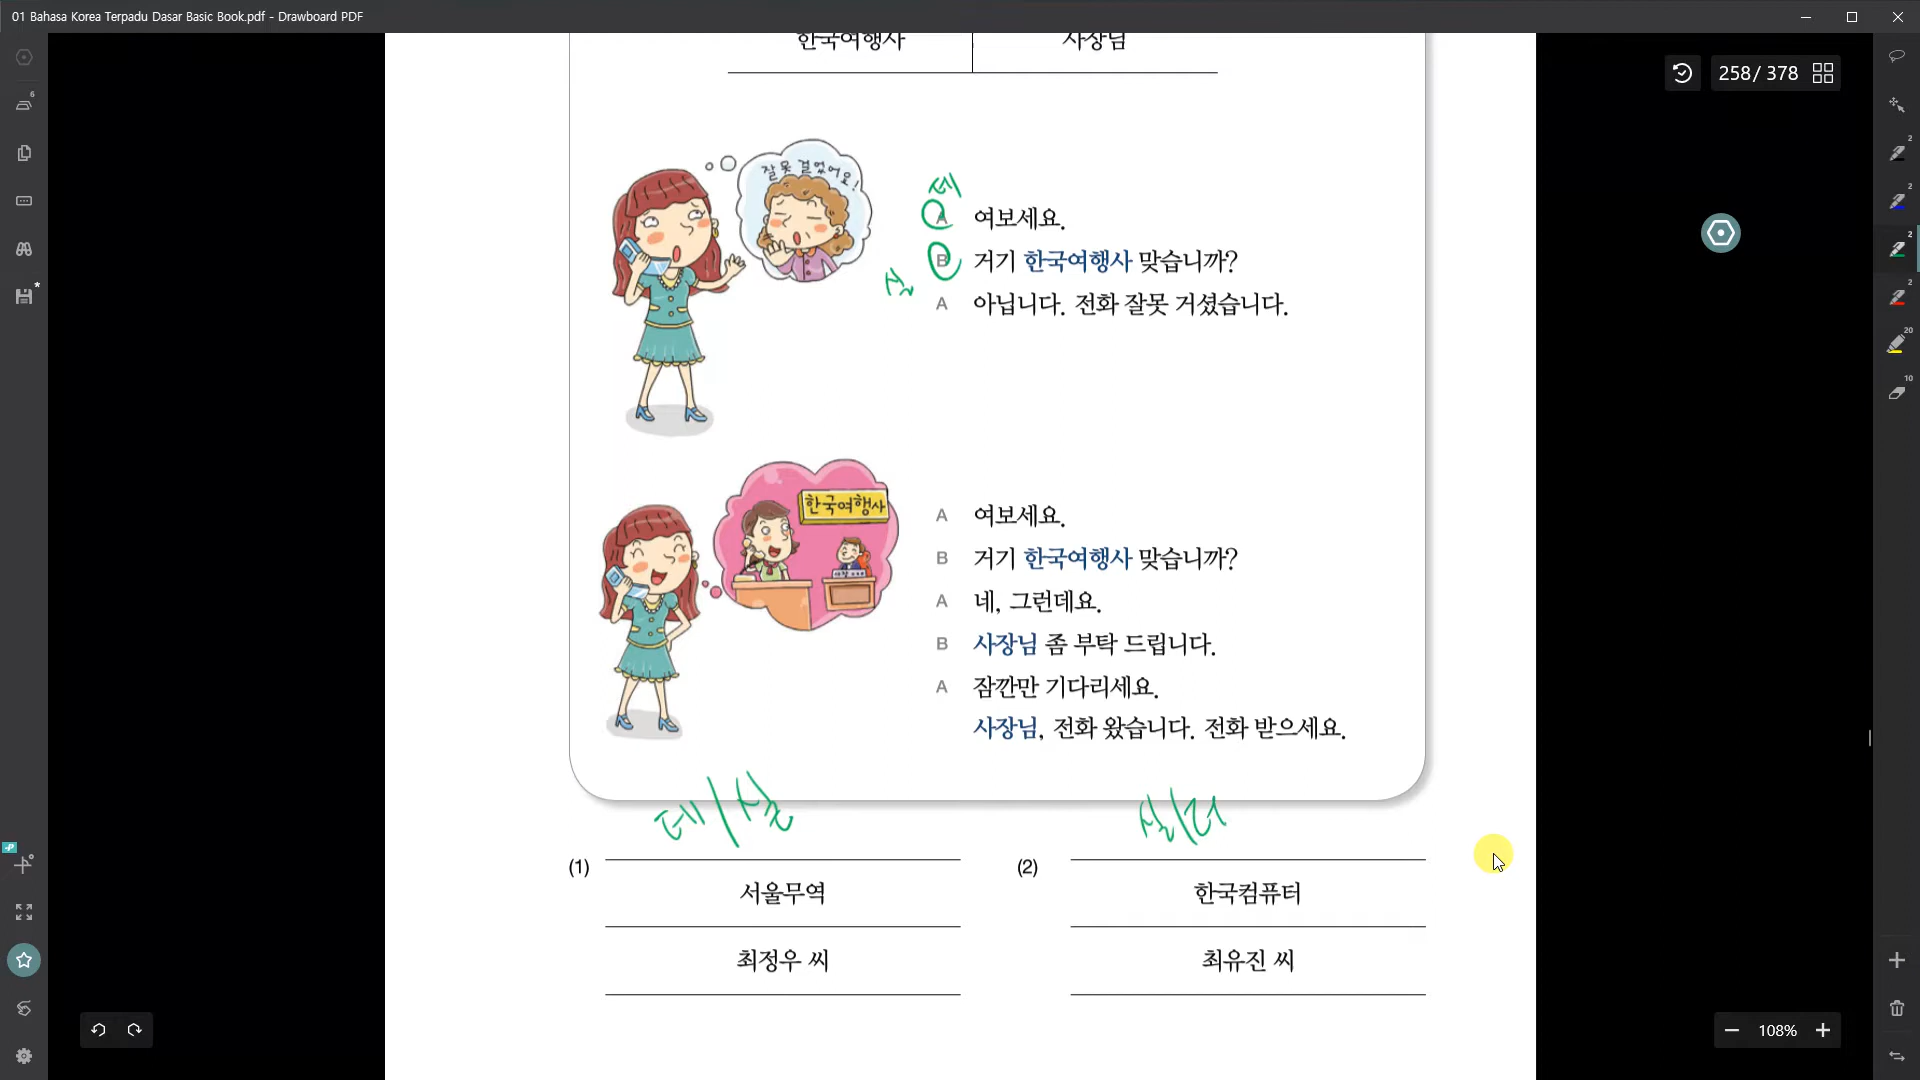 01 Bahasa Korea Terpadu Dasar Basic Book.pdf - Drawboard PDF
258/ 378
한국여행사 사장님
잘못 걸었어요!
A 여보세요.
B 거기 한국여행사 맞습니까?
A 아닙니다. 전화 잘못 거셨습니다.
한국여행사
A 여보세요.
B 거기 한국여행사 맞습니까?
A 네, 그런데요.
B 사장님 좀 부탁 드립니다.
A 잠깐만 기다리세요.
사장님, 전화 왔습니다. 전화 받으세요.
(1) (2)
서울무역 한국컴퓨터
최정우 씨 최유진 씨
108%